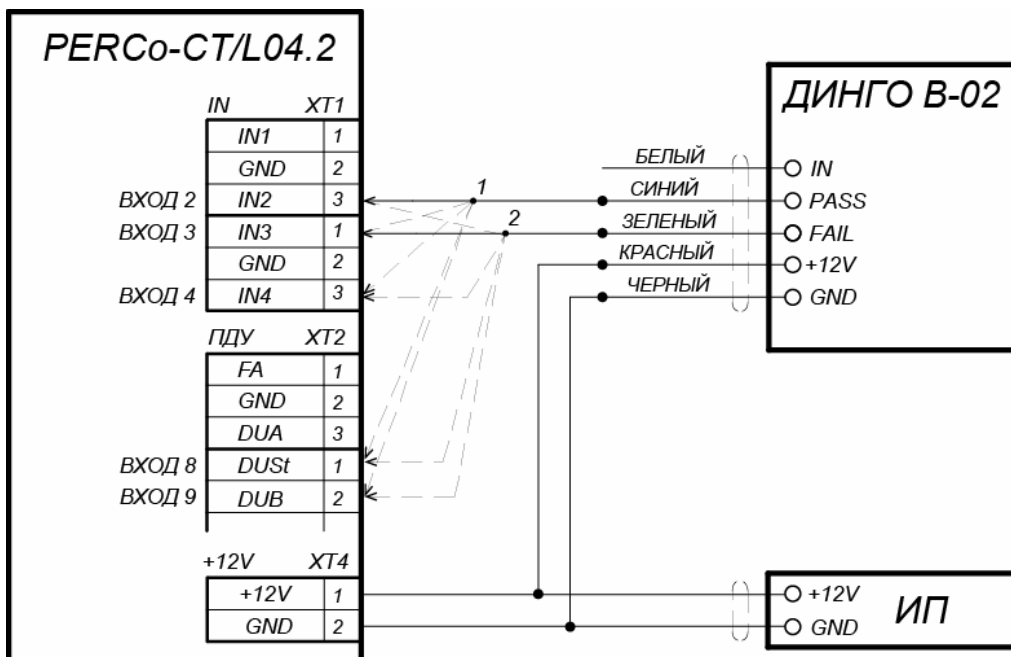 PERCo-CT/L04.2
IN XT1
IN1 1
GND 2
ВХОД 2 IN2 3
ВХОД 3 IN3 1
GND 2
ВХОД 4 IN4 3
ПДУ XT2
FA 1
GND 2
DUA 3
ВХОД 8 DUSt 1
ВХОД 9 DUB 2
+12V XT4
+12V 1
GND 2
1
2
БЕЛЫЙ
СИНИЙ
ЗЕЛЕНЫЙ
КРАСНЫЙ
ЧЕРНЫЙ
ДИНГО В-02
IN
PASS
FAIL
+12V
GND
+12V
GND
ИП